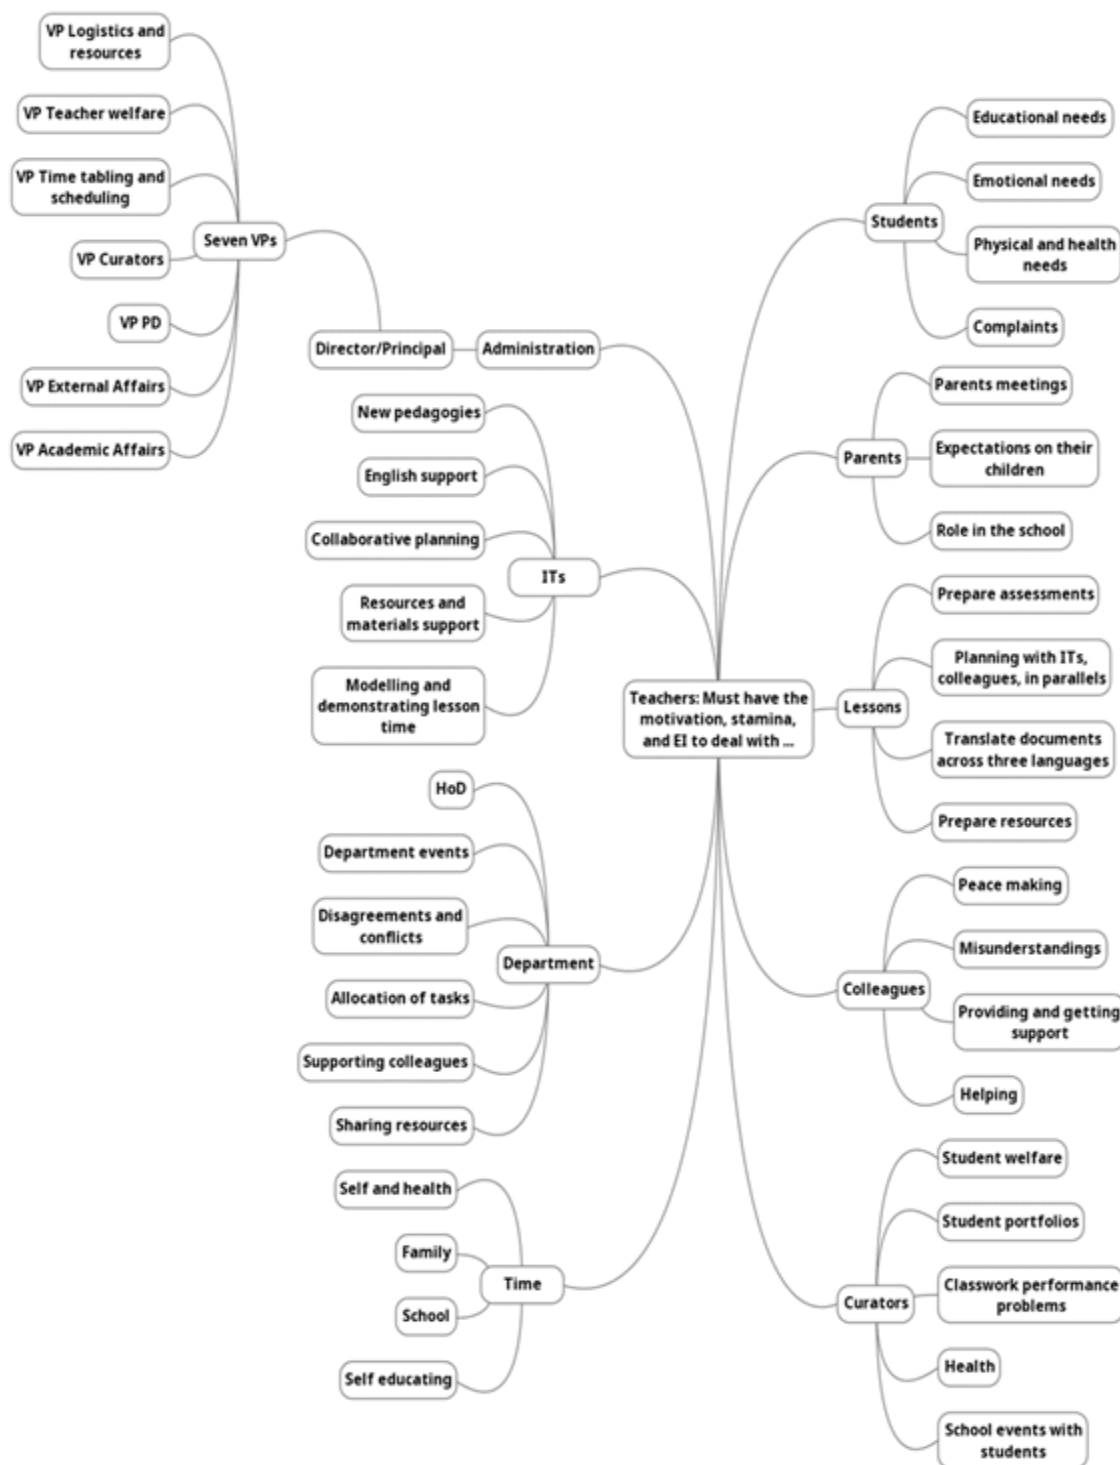 VP Logistics and
resources
VP Teacher welfare
VP Time tabling and
scheduling
VP Curators
VP PD
VP External Affairs
VP Academic Affairs
Seven VPs
Director/Principal
Administration
New pedagogies
English support
Collaborative planning
Resources and
materials support
Modelling and
demonstrating lesson
time
ITs
HoD
Department events
Disagreements and
conflicts
Allocation of tasks
Supporting colleagues
Sharing resources
Department
Self and health
Family
School
Self educating
Time
Teachers: Must have the
motivation, stamina,
and EI to deal with ...
Students
Educational needs
Emotional needs
Physical and health
needs
Complaints
Parents
Parents meetings
Expectations on their
children
Role in the school
Lessons
Prepare assessments
Planning with ITs,
colleagues, in parallels
Translate documents
across three languages
Prepare resources
Colleagues
Peace making
Misunderstandings
Providing and getting
support
Helping
Curators
Student welfare
Student portfolios
Classwork performance
problems
Health
School events with
students